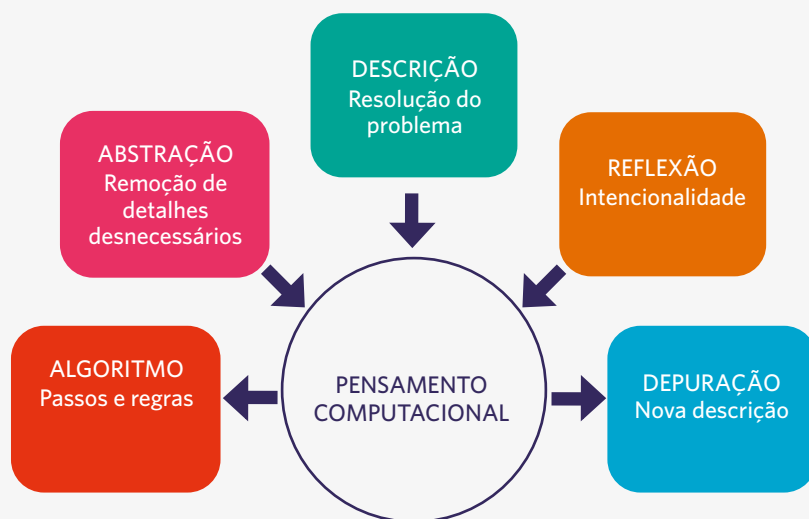 DESCRIÇÃO
Resolução do
problema
ABSTRAÇÃO
Remoção de
detalhes
desnecessários
REFLEXÃO
Intencionalidade
ALGORITMO
Passos e regras
PENSAMENTO
COMPUTACIONAL
DEPURAÇÃO
Nova descrição